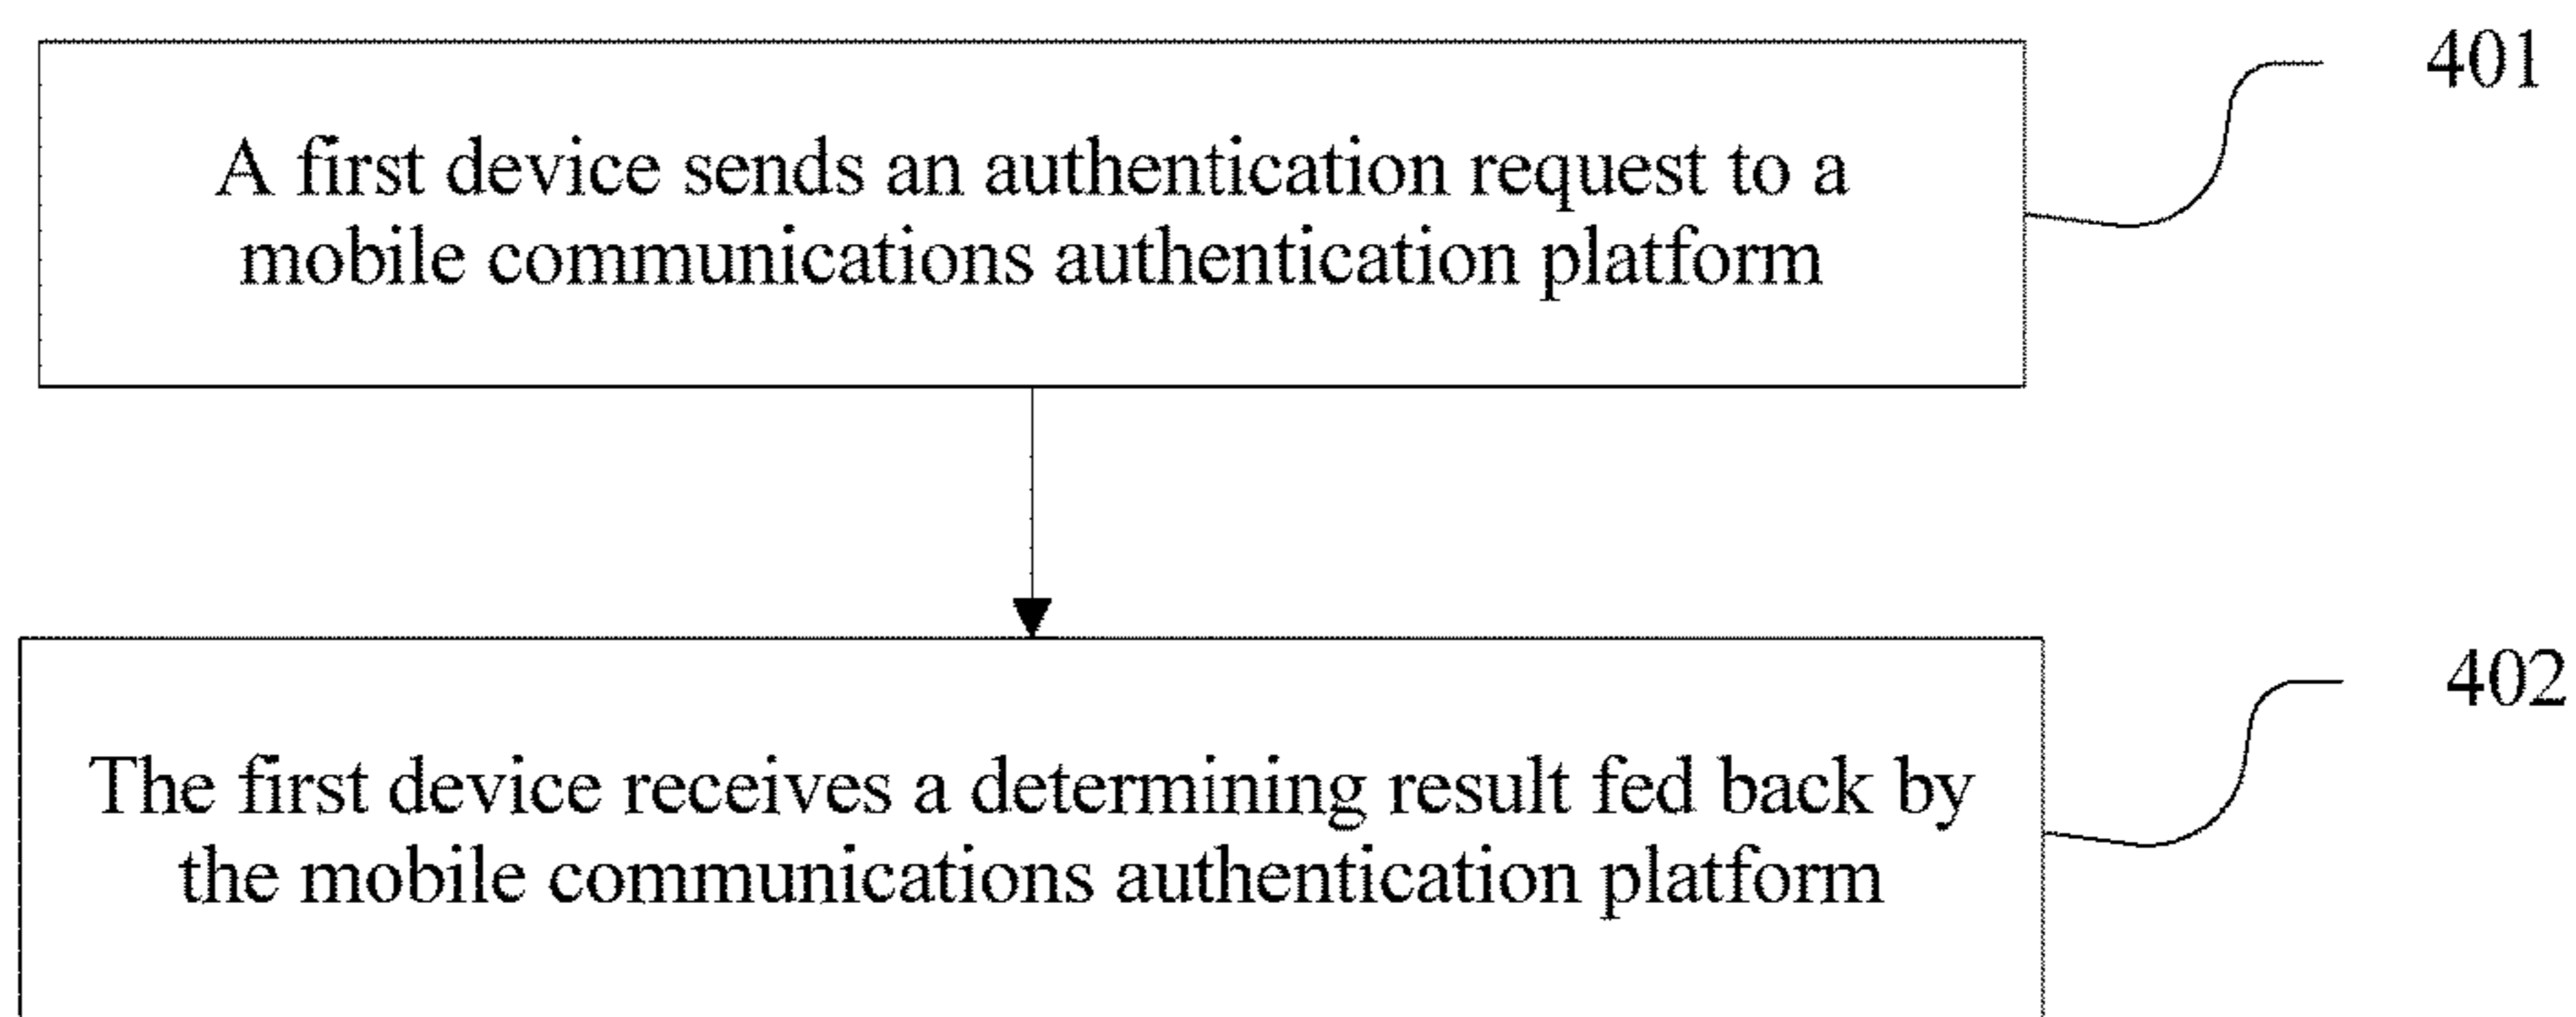 401
A first device sends an authentication request to a
mobile communications authentication platform
402
The first device receives a determining result fed back by
the mobile communications authentication platform